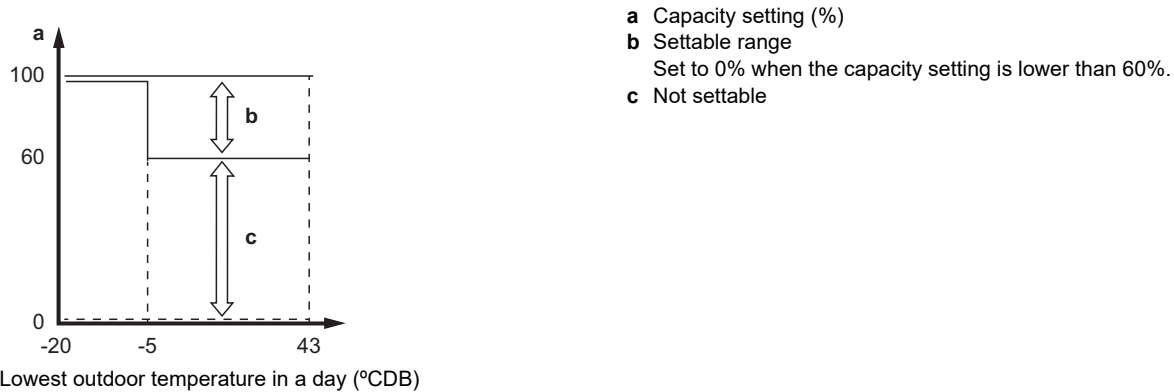 a
100
b
60
c
0
-20 -5 43
Lowest outdoor temperature in a day (ºCDB)
a Capacity setting (%)
b Settable range
Set to 0% when the capacity setting is lower than 60%.
c Not settable